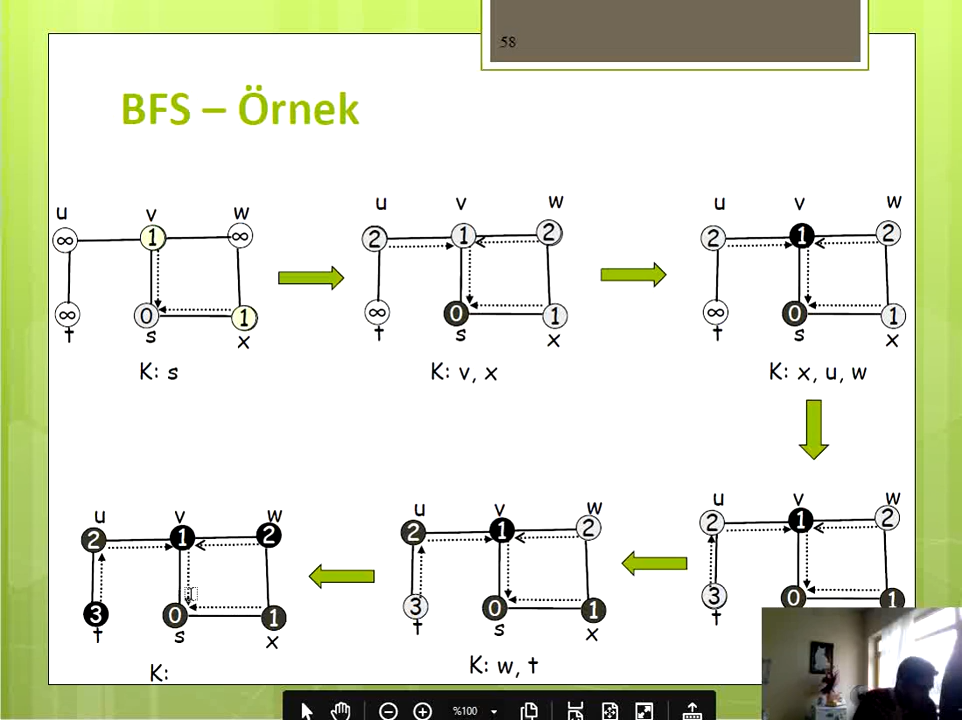 58
BFS – Örnek
u v w
∞ 1 ∞
∞ 0 1
t s x
K: s
u v w
2 1 2
∞ 0 1
t s x
K: v, x
u v w
2 1 2
∞ 0 1
t s x
K: x, u, w
u v w
2 1 2
3 0 1
t
u v w
2 1 2
3 0 1
t s x
K: w, t
u v w
2 1 2
3 0 1
t s x
K:
%100